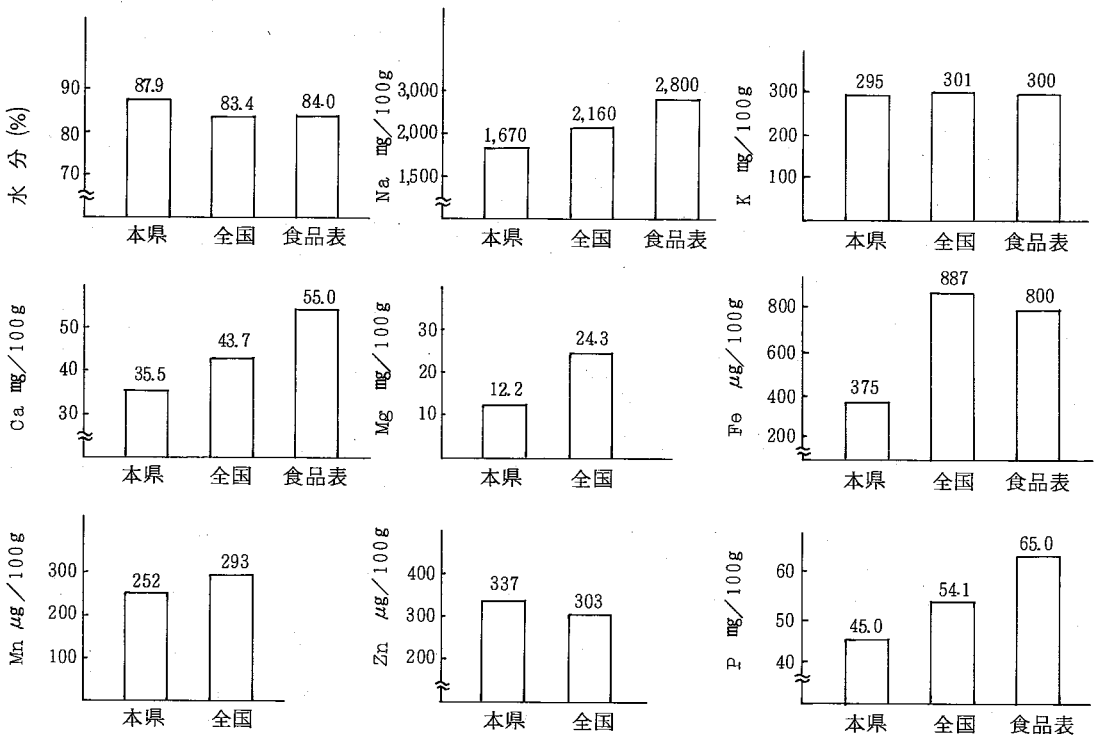 水分(%)
90
80
70
87.9
83.4
84.0
本県
全国
食品表
Na mg/100g
3,000
2,000
1,500
1,670
2,160
2,800
本県
全国
食品表
K mg/100g
300
200
100
0
295
301
300
本県
全国
食品表
Ca mg/100g
50
40
30
35.5
43.7
55.0
本県
全国
食品表
Mg mg/100g
30
20
10
12.2
24.3
本県
全国
Fe μg/100g
800
600
400
200
375
887
800
本県
全国
食品表
Mn μg/100g
300
200
100
252
293
本県
全国
Zn μg/100g
400
300
200
337
303
本県
全国
P mg/100g
60
50
40
45.0
54.1
65.0
本県
全国
食品表